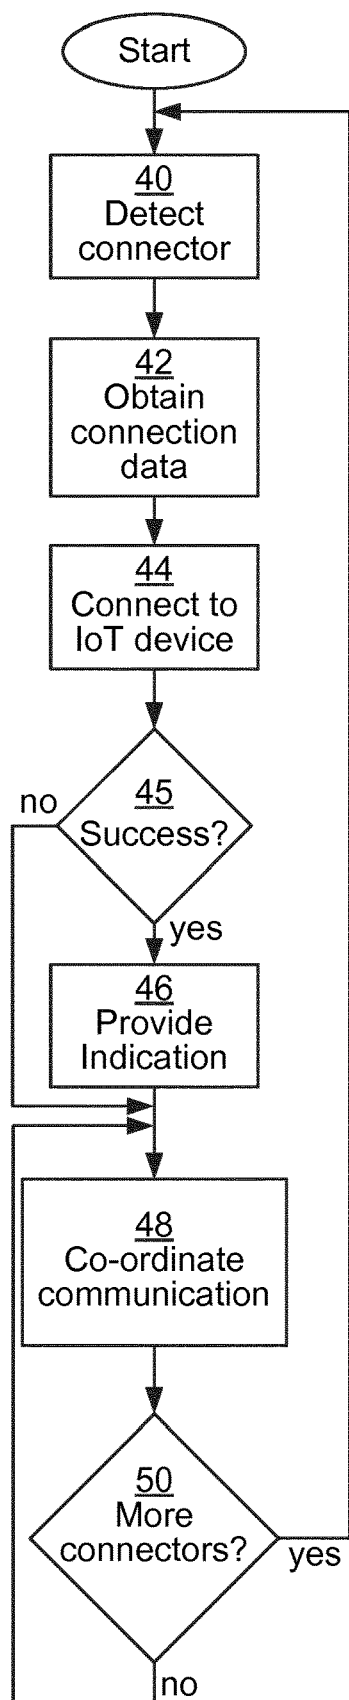 Start
40
Detect
connector
42
Obtain
connection
data
44
Connect to
IoT device
45
Success?
no
yes
46
Provide
Indication
48
Co-ordinate
communication
50
More
connectors?
yes
no